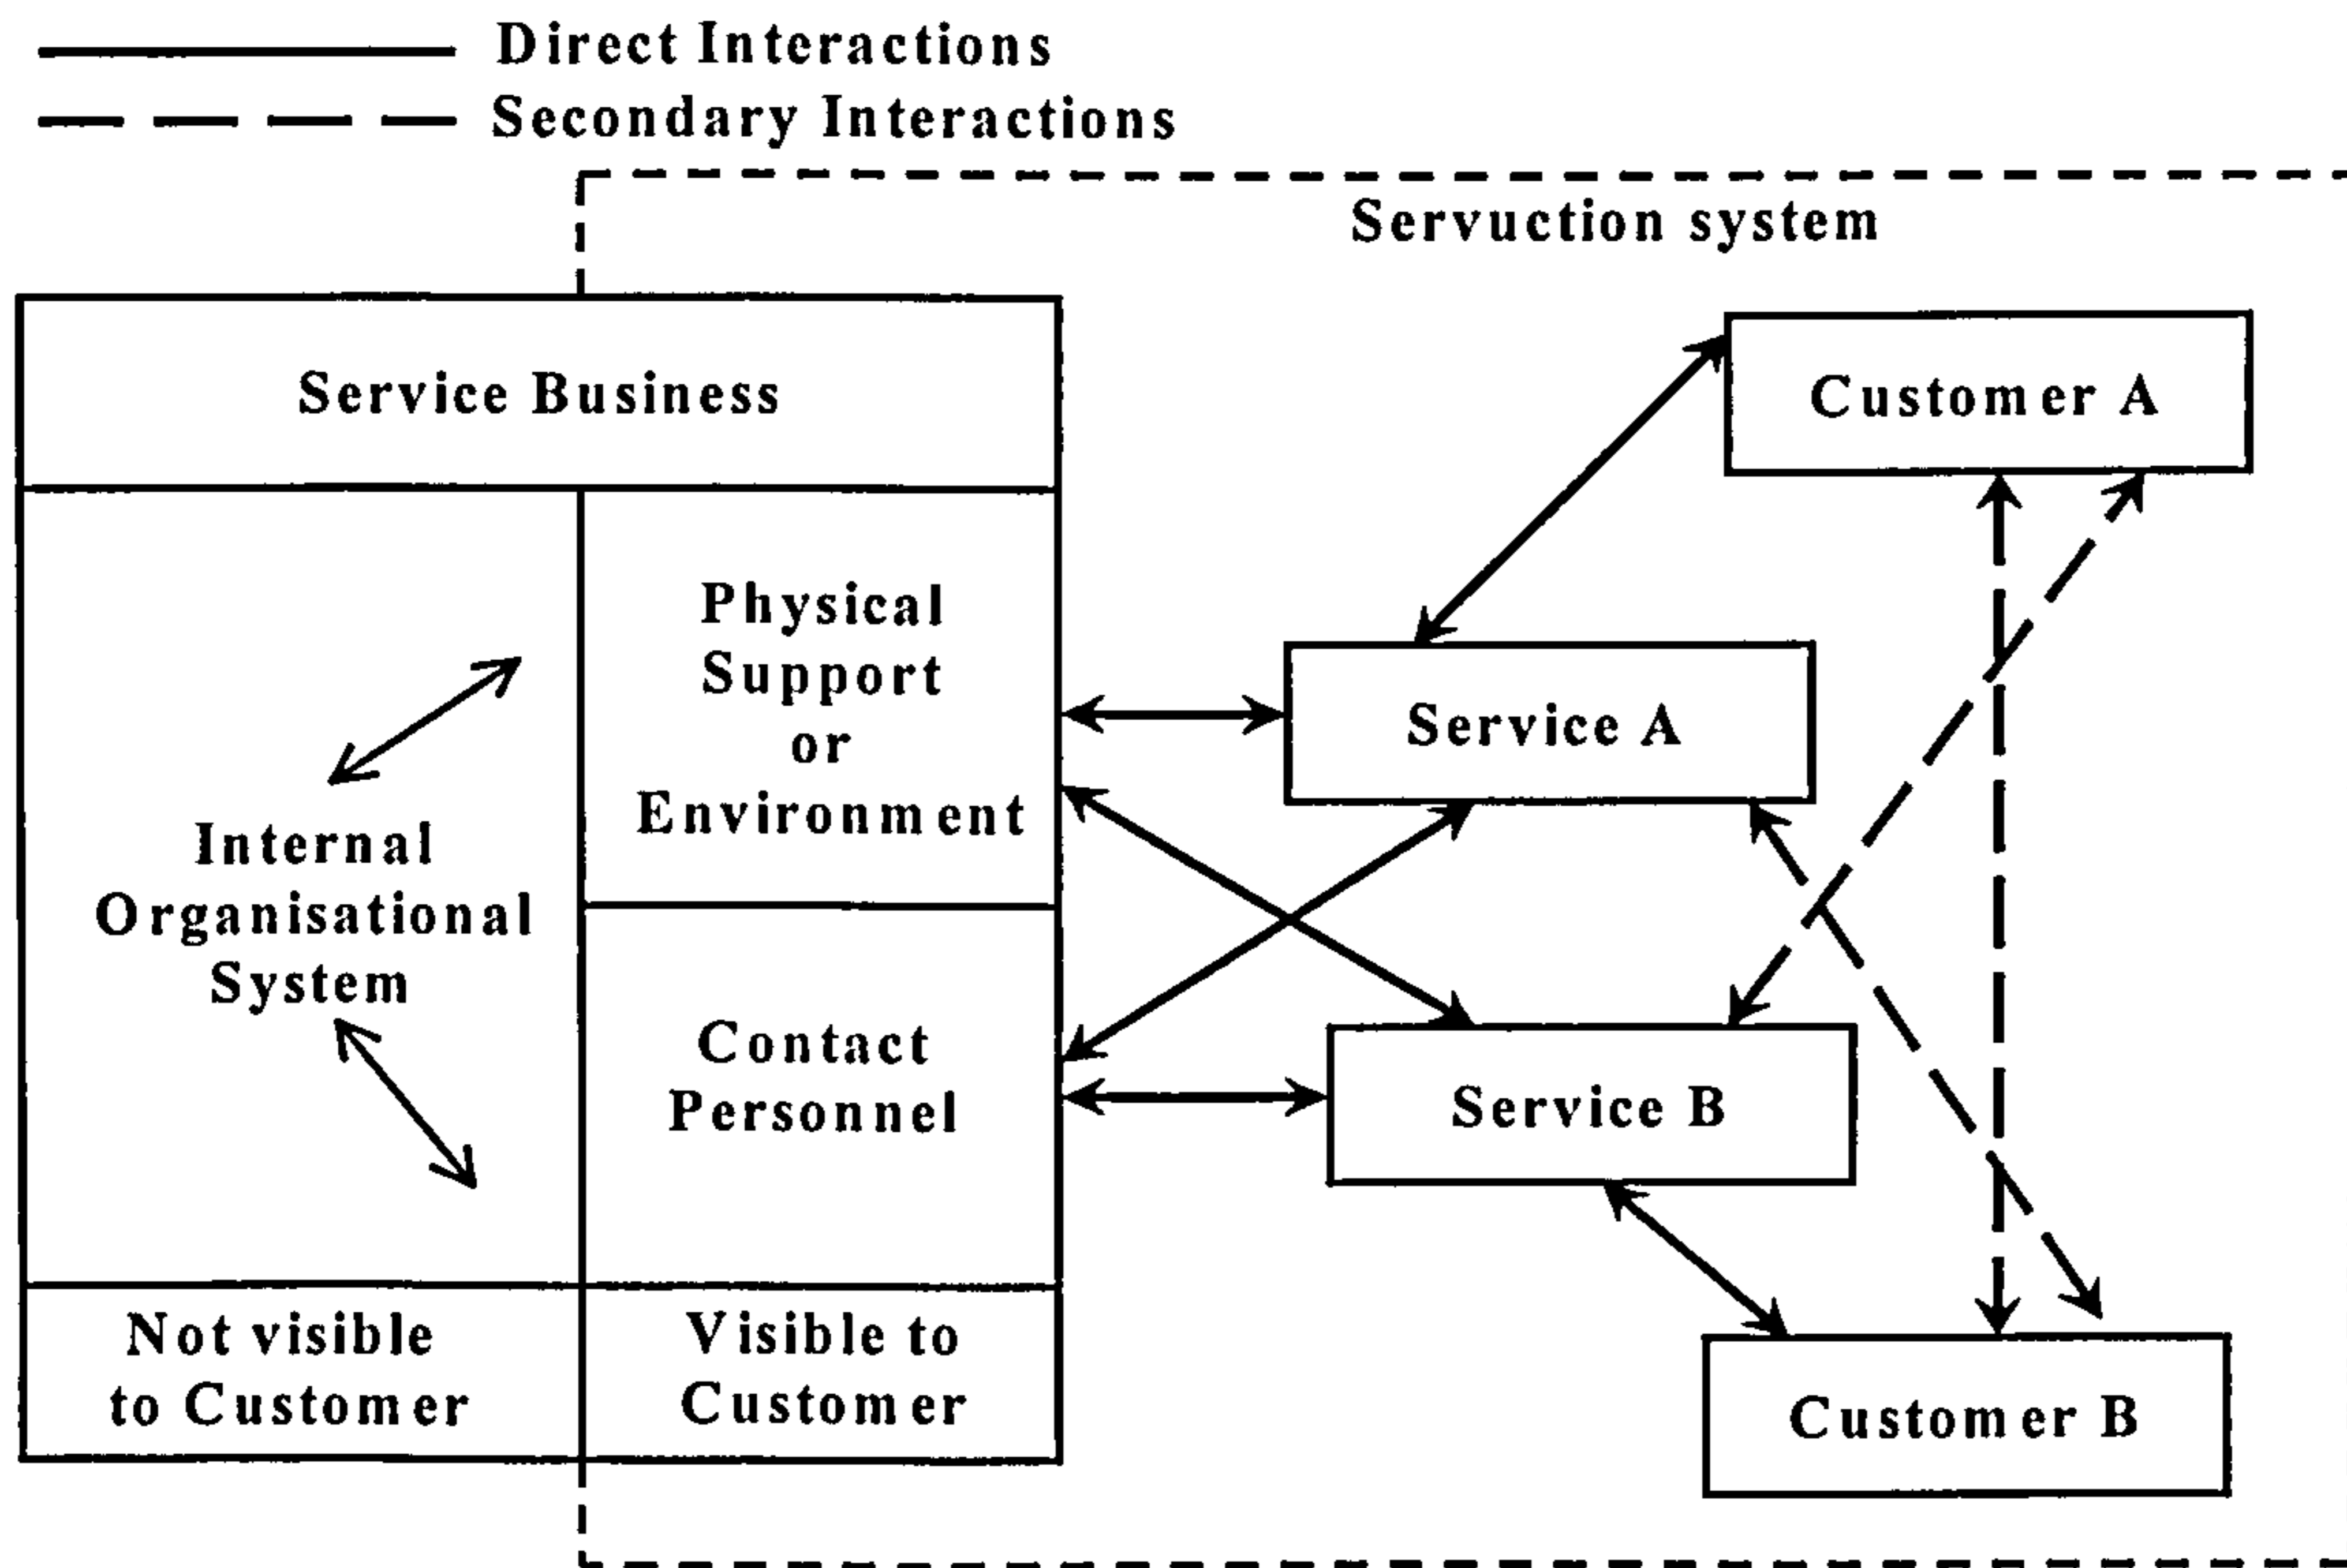 Direct Interactions
Secondary Interactions
Servuction system
Service Business
Customer A
Physical
Support
or
Environment
Service A
Internal
Organisational
System
Contact
Personnel
Service B
Not visible
to Customer
Visible to
Customer
Customer B